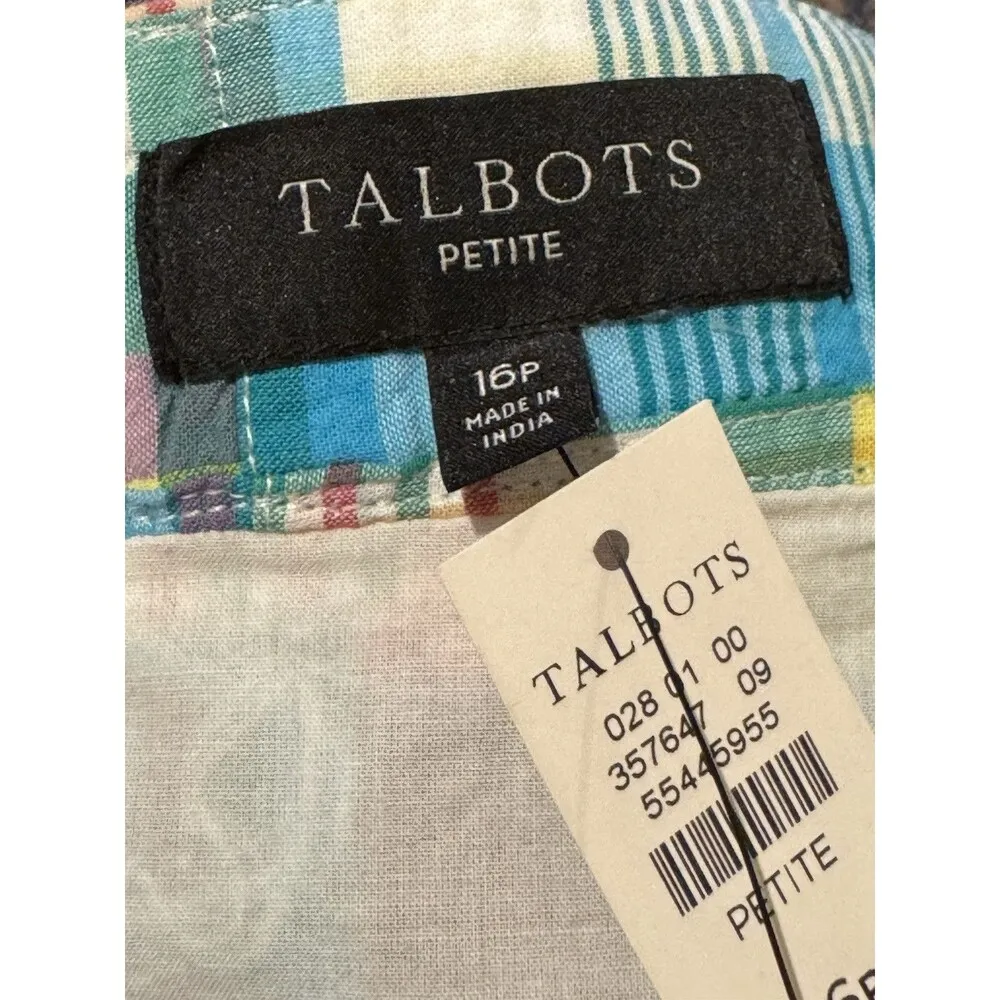 TALBOTS
PETITE
16P
MADE IN
INDIA
TALBOTS
028 01 00
357647 09
55445955
PETITE